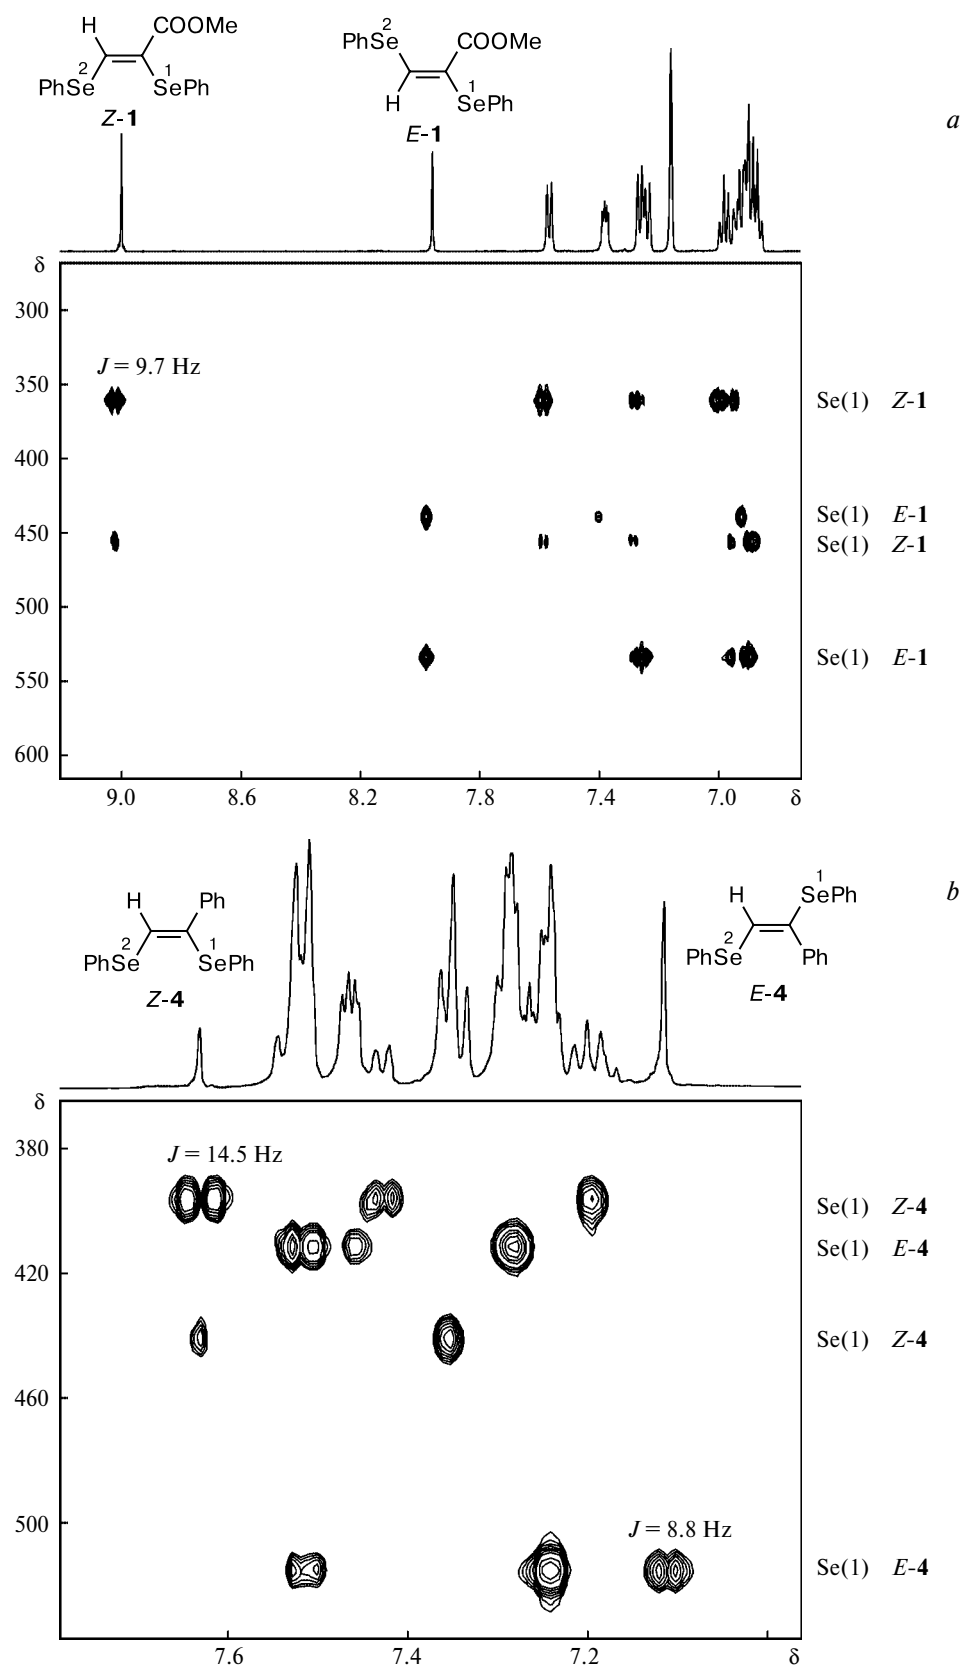 2
H
COOMe
PhSe
COOMe
2
1
1
PhSe
SePh
H
SePh
Z-1
E-1
a
δ
300
J = 9.7 Hz
350
Se(1) Z-1
400
Se(1) E-1
450
Se(1) Z-1
500
550
Se(1) E-1
600
9.0 8.6 8.2 7.8 7.4 7.0 δ
1
b
H
Ph
H
SePh
2
1
2
PhSe
SePh
PhSe
Ph
Z-4
E-4
δ
J = 14.5 Hz
380
Se(1) Z-4
Se(1) E-4
420
Se(1) Z-4
460
500
J = 8.8 Hz
Se(1) E-4
7.6 7.4 7.2 δ